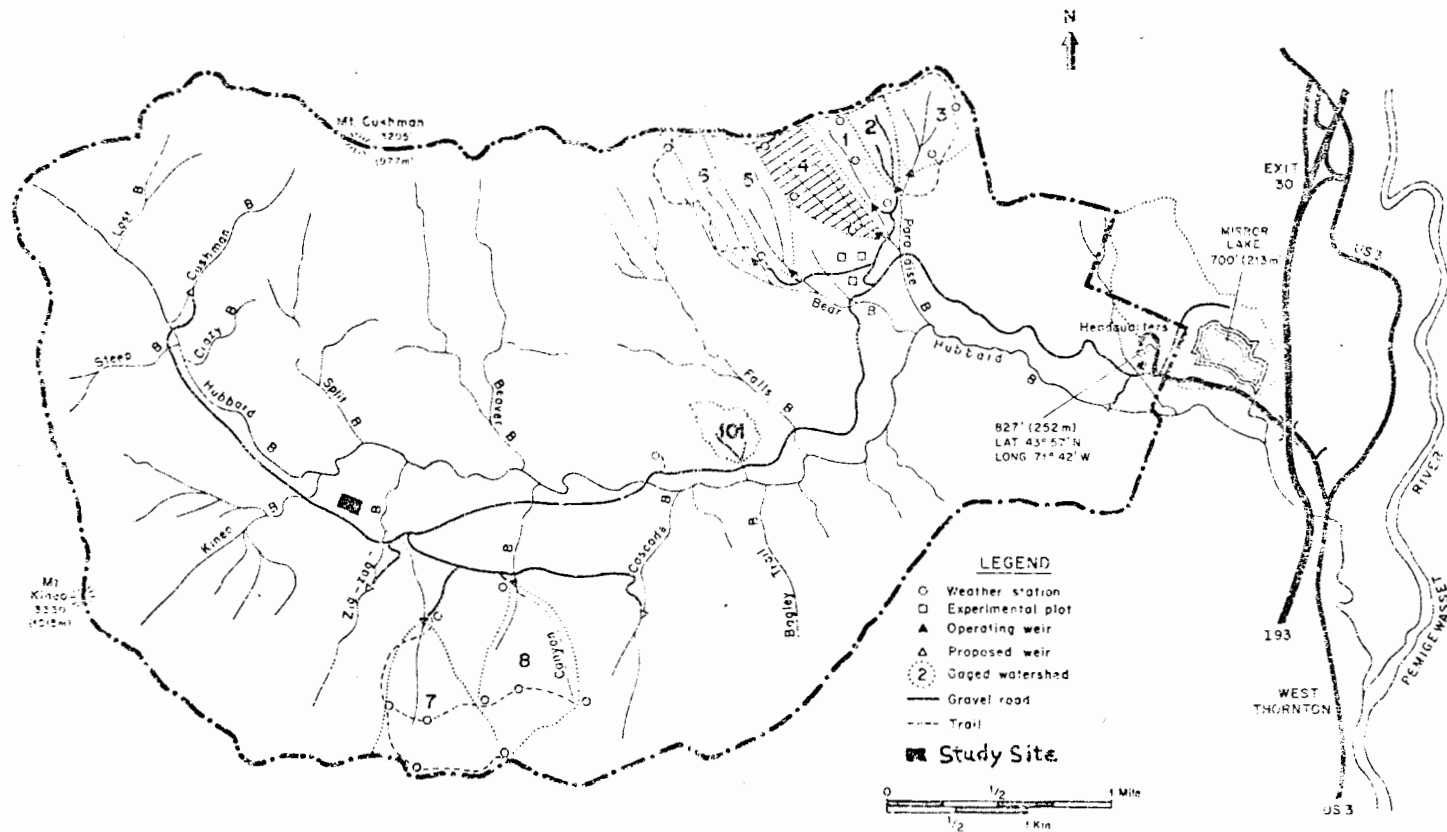 N
Mt. Cushman
3205'
(977m)
EXIT
30
MIRROR
LAKE
700' (213m
US 3
Lost B
Cushman B
Steep B
Crazy B
Hubbard B
Split B
Beaver B
Falls B
Bear B
Paradise B
Hubbard B
Headquarters
1
2
3
4
5
6
101
827' (252m)
LAT 43° 57' N
LONG 71° 42' W
RIVER
PEMIGEWASSET
Kineo B
Mt
Kineo
3330
(1015m)
Zig-zag B
B
Cascade B
Bagley Trail B
Canyon
7
8
LEGEND
Weather station
Experimental plot
Operating weir
Proposed weir
2 Gaged watershed
Gravel road
Trail
Study Site
0 1/2 1 Mile
1/2 1 Km
I 93
WEST
THORNTON
US 3